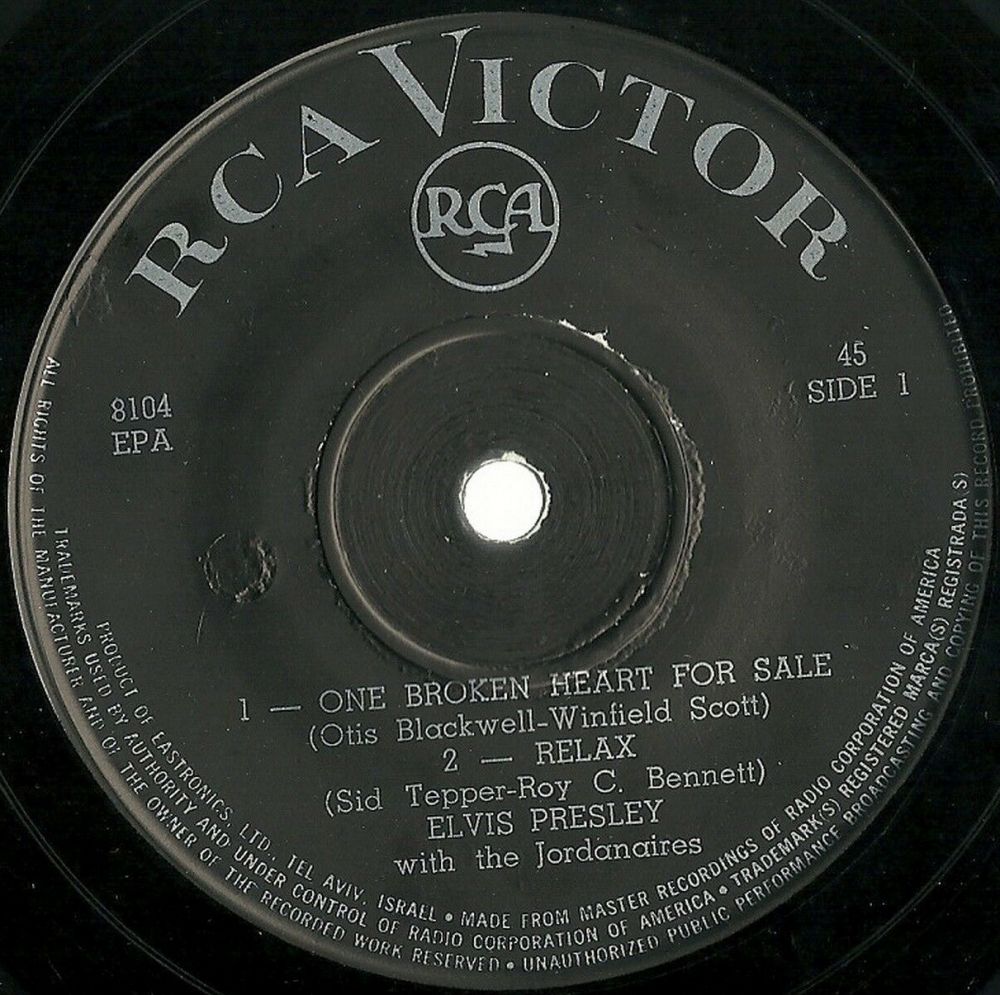 RCA VICTOR
RCA
45
SIDE 1
8104
EPA
1 — ONE BROKEN HEART FOR SALE
(Otis Blackwell-Winfield Scott)
2 — RELAX
(Sid Tepper-Roy C. Bennett)
ELVIS PRESLEY
with the Jordanaires
PRODUCT OF EASTRONICS LTD. TEL AVIV, ISRAEL • MADE FROM MASTER RECORDINGS OF RADIO CORPORATION OF AMERICA
TRADEMARKS USED BY AUTHORITY AND UNDER CONTROL OF RADIO CORPORATION OF AMERICA • TRADEMARK(S) REGISTERED MARCA(S) REGISTRADA(S)
ALL RIGHTS OF THE MANUFACTURER AND OF THE OWNER OF THE RECORDED WORK RESERVED • UNAUTHORIZED PUBLIC PERFORMANCE BROADCASTING AND COPYING OF THIS RECORD PROHIBITED